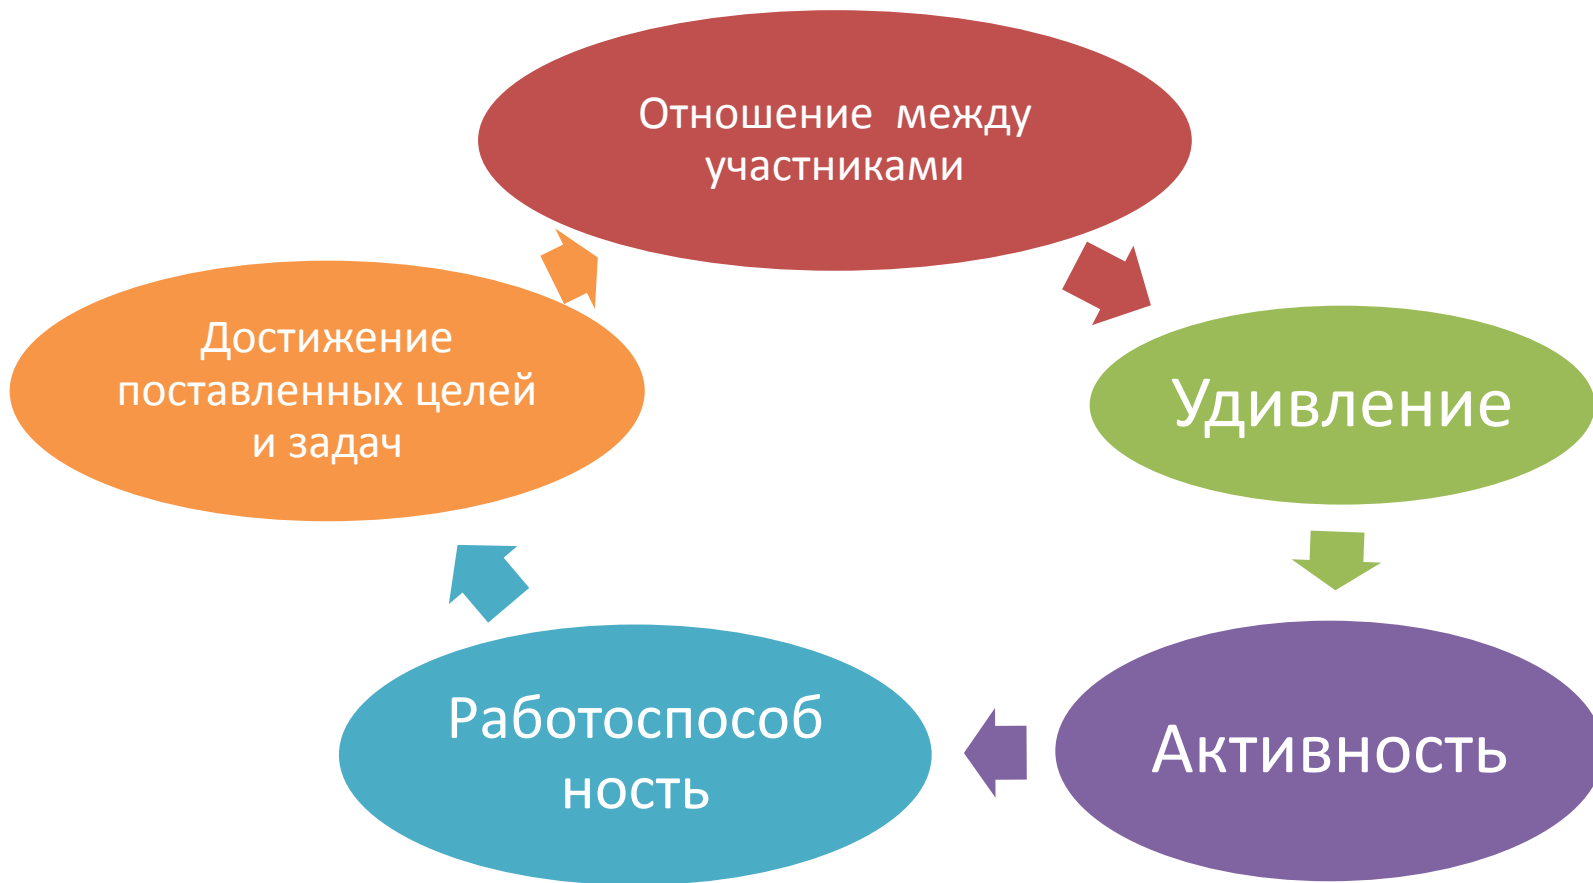 Отношение между
участниками
Удивление
Активность
Работоспособ
ность
Достижение
поставленных целей
и задач